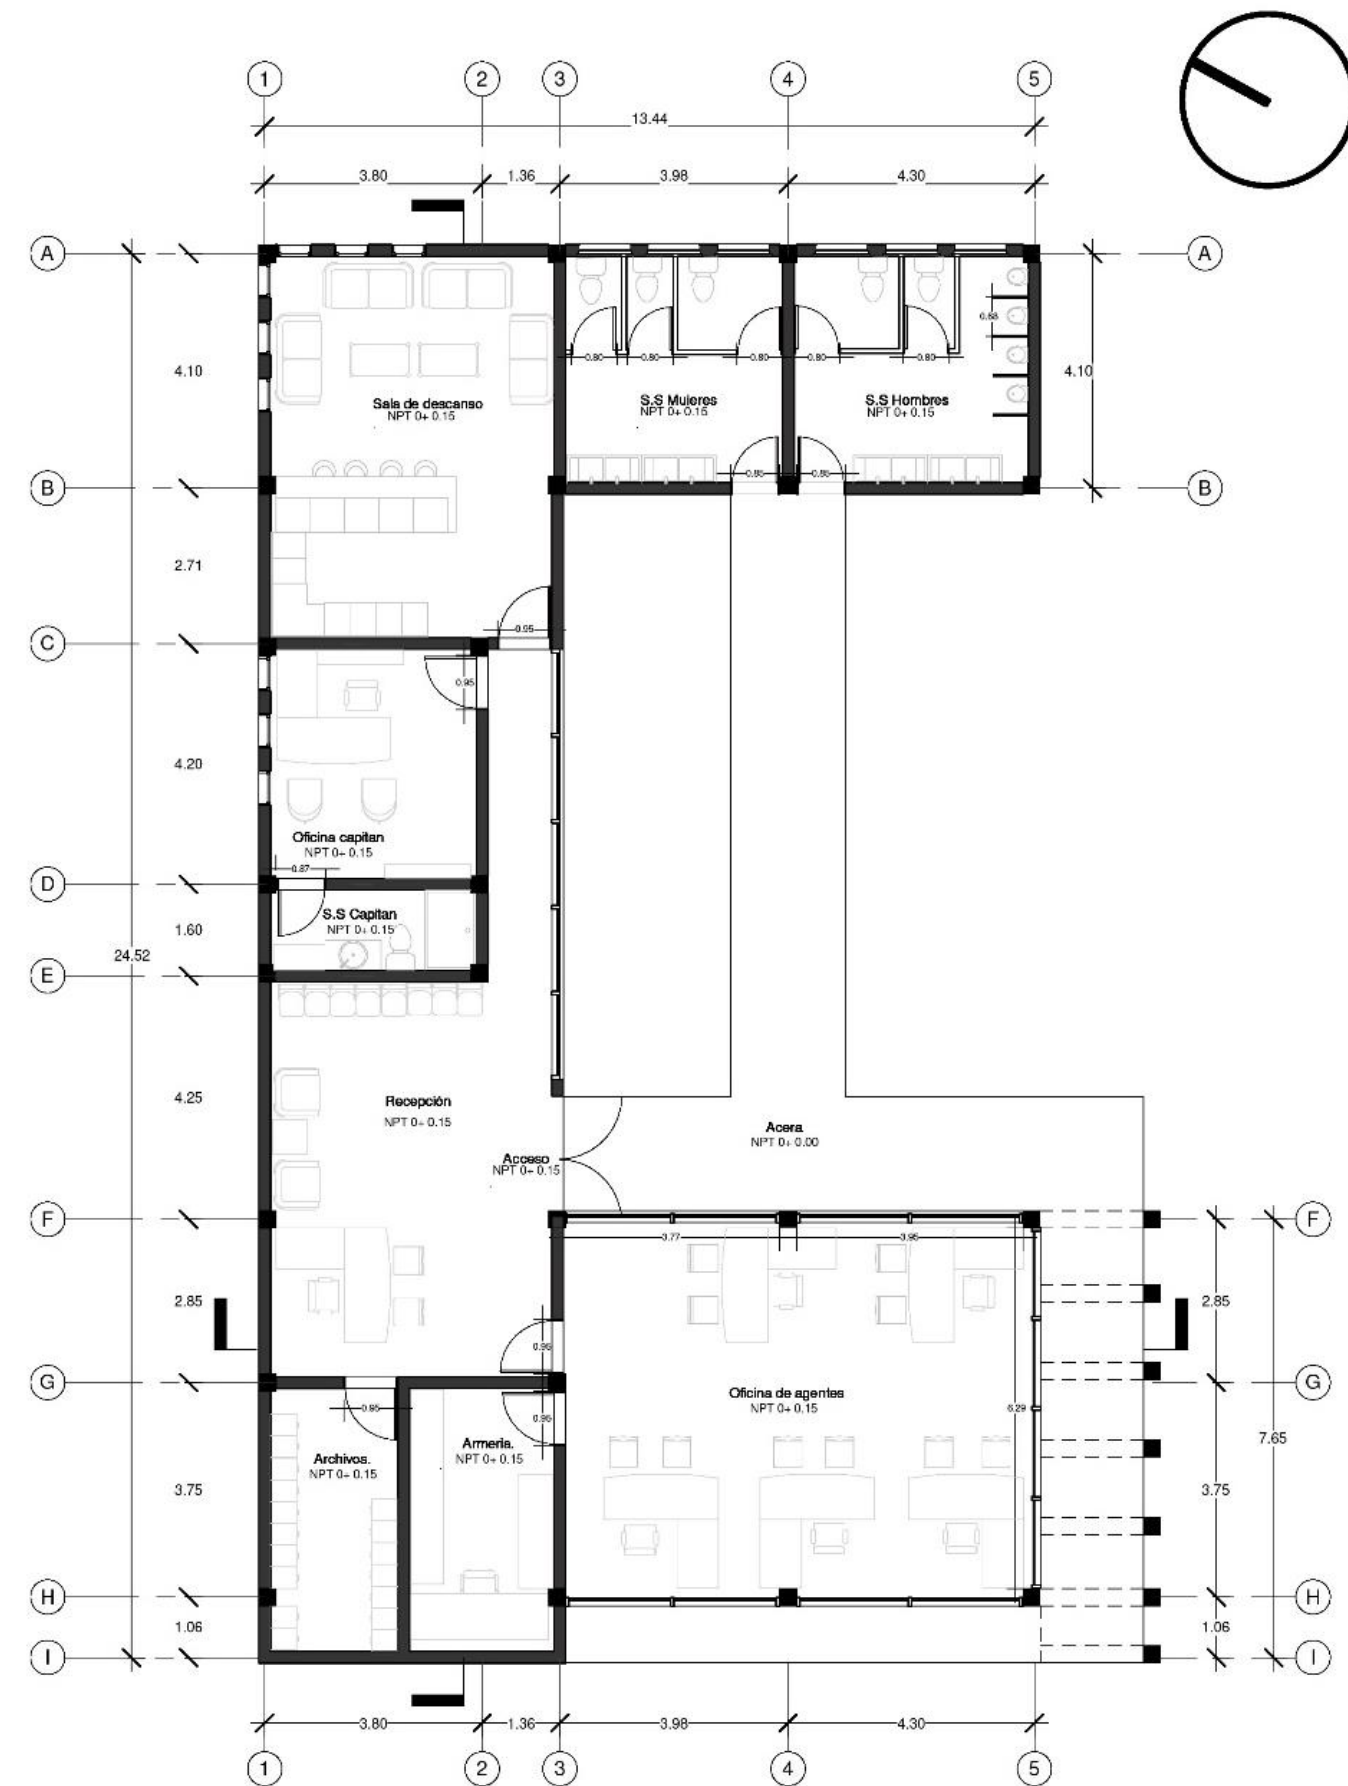 1 2 3 4 5
13.44
3.80 1.36 3.98 4.30
A A
4.10 Sala de descanso S.S Mujeres S.S Hombres 4.10
NPT 0+ 0.15 NPT 0+ 0.15 NPT 0+ 0.15
0.80 0.80 0.80 0.80 0.80
0.68
0.85 0.85
B B
2.71
0.95
C
0.95
4.20
Oficina capitan
NPT 0+ 0.15
0.87
D
S.S Capitan
NPT 0+ 0.15
1.60
24.52
E
4.25
Recepción
NPT 0+ 0.15
Acera
NPT 0+ 0.00
Acceso
NPT 0+ 0.15
F F
3.77 3.95
2.85 2.85
0.95
G G
0.95 0.95
Oficina de agentes
NPT 0+ 0.15
6.29
7.65
Archivos.
NPT 0+ 0.15
Armeria.
NPT 0+ 0.15
3.75 3.75
H H
1.06 1.06
I I
3.80 1.36 3.98 4.30
1 2 3 4 5